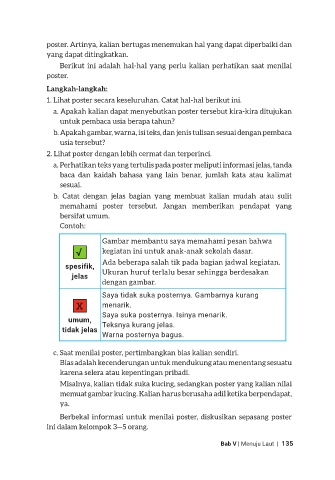 poster. Artinya, kalian bertugas menemukan hal yang dapat diperbaiki dan
yang dapat ditingkatkan.
Berikut ini adalah hal-hal yang perlu kalian perhatikan saat menilai
poster.
Langkah-langkah:
1. Lihat poster secara keseluruhan. Catat hal-hal berikut ini.
a. Apakah kalian dapat menyebutkan poster tersebut kira-kira ditujukan
untuk pembaca usia berapa tahun?
b. Apakah gambar, warna, isi teks, dan jenis tulisan sesuai dengan pembaca
usia tersebut?
2. Lihat poster dengan lebih cermat dan terperinci.
a. Perhatikan teks yang tertulis pada poster meliputi informasi jelas, tanda
baca dan kaidah bahasa yang lain benar, jumlah kata atau kalimat
sesuai.
b. Catat dengan jelas bagian yang membuat kalian mudah atau sulit
memahami poster tersebut. Jangan memberikan pendapat yang
bersifat umum.
Contoh:
√
spesifik,
jelas
Gambar membantu saya memahami pesan bahwa
kegiatan ini untuk anak-anak sekolah dasar.
Ada beberapa salah tik pada bagian jadwal kegiatan.
Ukuran huruf terlalu besar sehingga berdesakan
dengan gambar.
X
umum,
tidak jelas
Saya tidak suka posternya. Gambarnya kurang
menarik.
Saya suka posternya. Isinya menarik.
Teksnya kurang jelas.
Warna posternya bagus.
c. Saat menilai poster, pertimbangkan bias kalian sendiri.
Bias adalah kecenderungan untuk mendukung atau menentang sesuatu
karena selera atau kepentingan pribadi.
Misalnya, kalian tidak suka kucing, sedangkan poster yang kalian nilai
memuat gambar kucing. Kalian harus berusaha adil ketika berpendapat,
ya.
Berbekal informasi untuk menilai poster, diskusikan sepasang poster
ini dalam kelompok 3—5 orang.
Bab V | Menuju Laut | 135